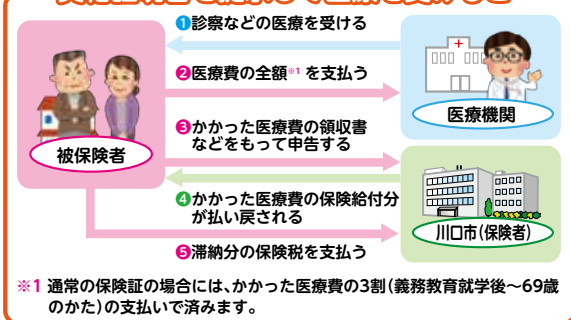 ❶診察などの医療を受ける
❷医療費の全額※1 を支払う
医療機関
❸かかった医療費の領収書
などをもって申告する
被保険者
❹かかった医療費の保険給付分
が払い戻される
川口市(保険者)
❺滞納分の保険税を支払う
※1 通常の保険証の場合には、かかった医療費の3割(義務教育就学後～69歳
のかた)の支払いで済みます。